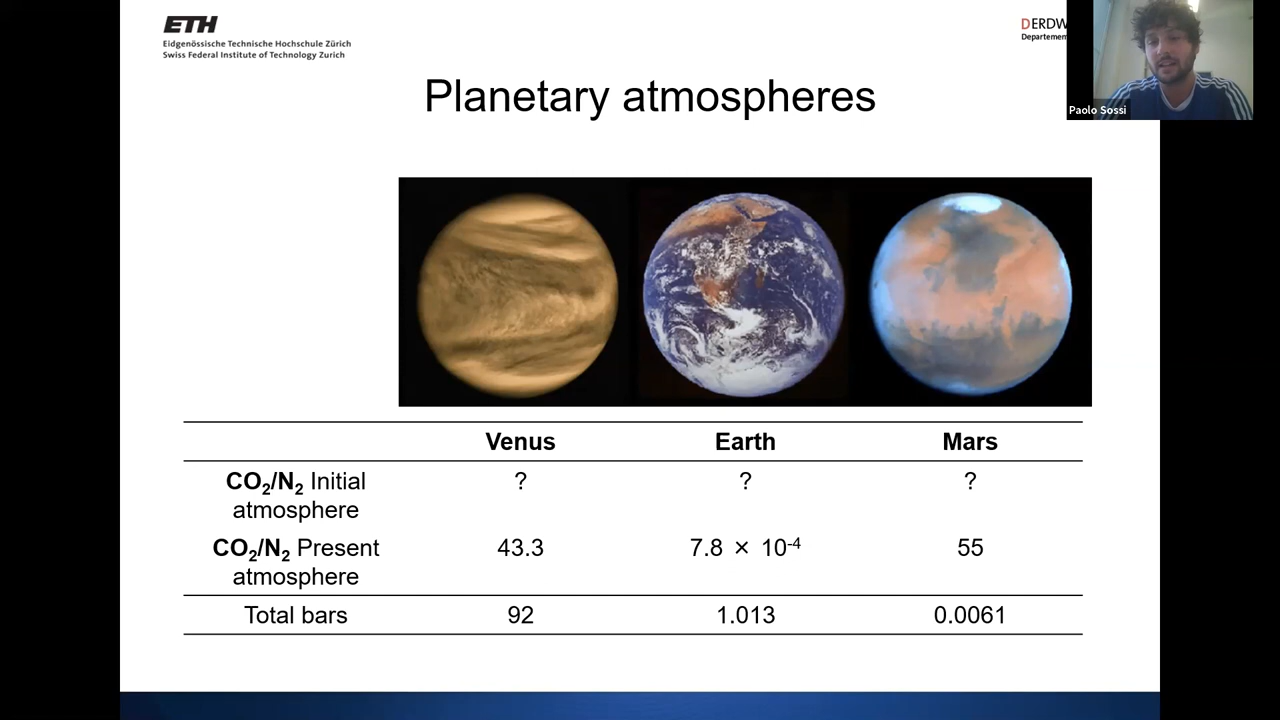 ETH
Eidgenössische Technische Hochschule Zürich
Swiss Federal Institute of Technology Zurich
Planetary atmospheres
Paolo Sossi
Venus Earth Mars
CO₂/N₂ Initial atmosphere ? ? ?
CO₂/N₂ Present atmosphere 43.3 7.8 × 10⁻⁴ 55
Total bars 92 1.013 0.0061